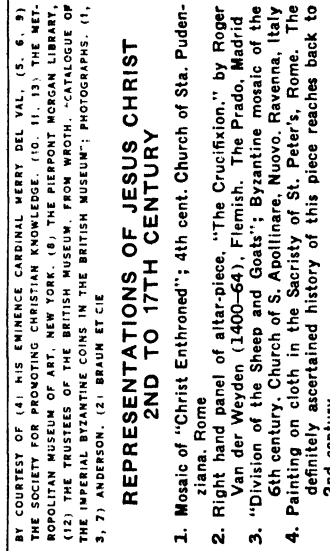 BY COURTESY OF (4) HIS EMINENCE CARDINAL MERRY DEL VAL, (5, 6, 9)
THE SOCIETY FOR PROMOTING CHRISTIAN KNOWLEDGE, (10, 11, 13) THE MET-
ROPOLITAN MUSEUM OF ART, NEW YORK, (8) THE PIERPONT MORGAN LIBRARY,
(12) THE TRUSTEES OF THE BRITISH MUSEUM, FROM WROTH, "CATALOGUE OF
THE IMPERIAL BYZANTINE COINS IN THE BRITISH MUSEUM"; PHOTOGRAPHS, (1,
3, 7) ANDERSON, (2) BRAUN ET CIE
REPRESENTATIONS OF JESUS CHRIST
2ND TO 17TH CENTURY
1. Mosaic of "Christ Enthroned"; 4th cent. Church of Sta. Puden-
ziana, Rome
2. Right hand panel of altar-piece, "The Crucifixion," by Roger
Van der Weyden (1400–64), Flemish. The Prado, Madrid
3. "Division of the Sheep and Goats"; Byzantine mosaic of the
6th century. Church of S. Apollinare, Nuovo, Ravenna, Italy
4. Painting on cloth in the Sacristy of St. Peter's, Rome. The
definitely ascertained history of this piece reaches back to
2nd century